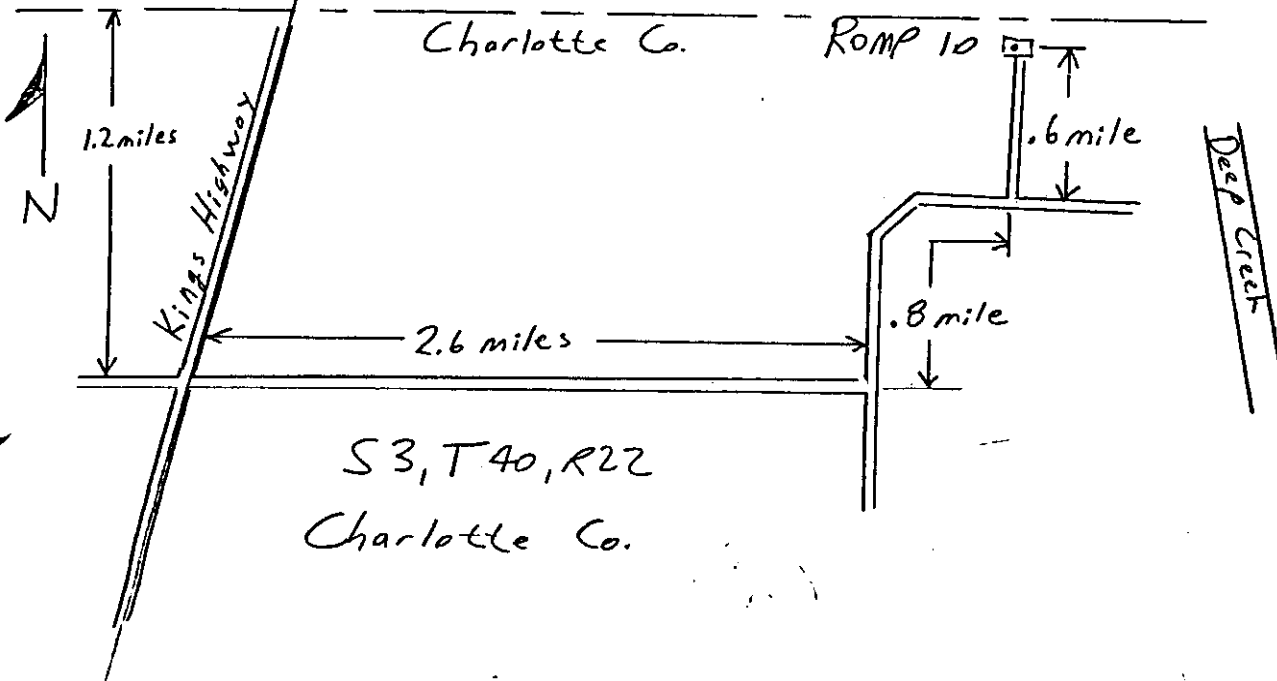 Charlotte Co.
ROMP 10
1.2 miles
Kings Highway
.6 mile
Deep Creek
N
2.6 miles
.8 mile
S3, T40, R22
Charlotte Co.